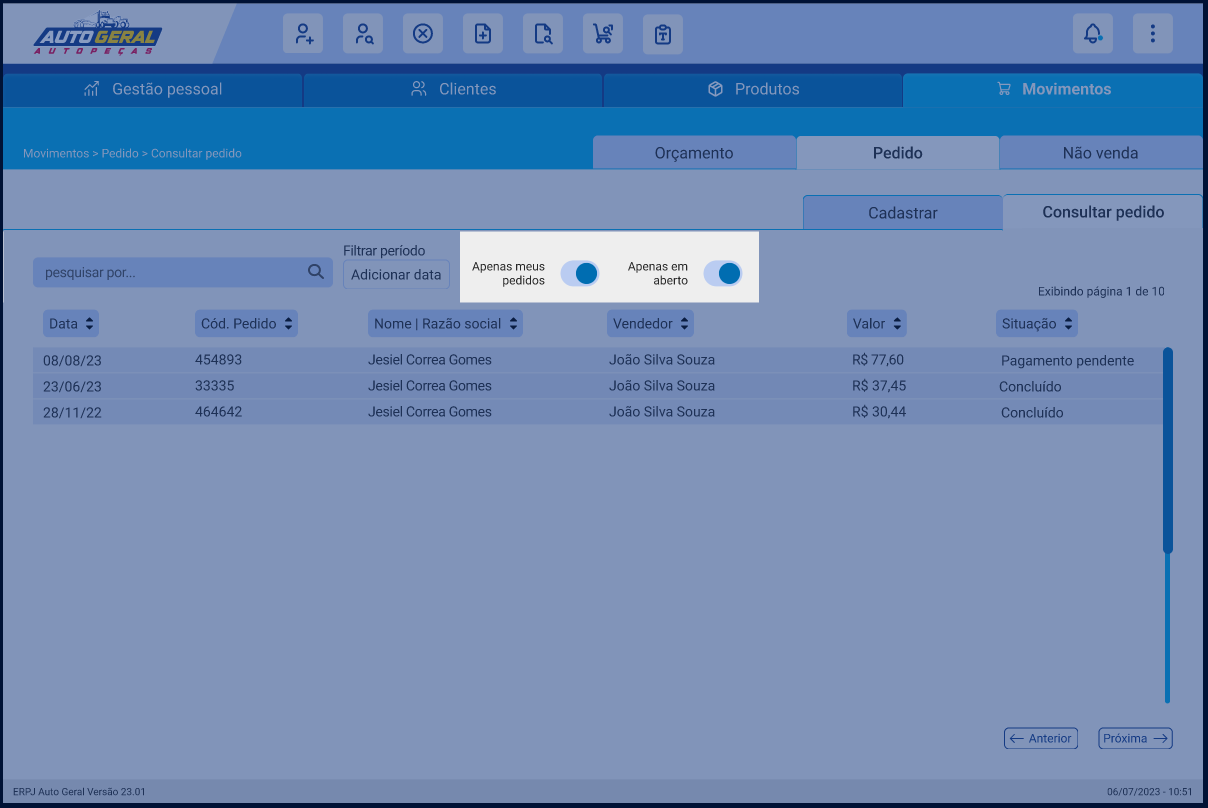 AUTO GERAL
AUTOPEÇAS
Gestão pessoal
Clientes
Produtos
Movimentos
Movimentos > Pedido > Consultar pedido
Orçamento
Pedido
Não venda
Cadastrar
Consultar pedido
pesquisar por...
Filtrar período
Adicionar data
Apenas meus
pedidos
Apenas em
aberto
Exibindo página 1 de 10
Data
Cód. Pedido
Nome | Razão social
Vendedor
Valor
Situação
08/08/23 454893 Jesiel Correa Gomes João Silva Souza R$ 77,60 Pagamento pendente
23/06/23 33335 Jesiel Correa Gomes João Silva Souza R$ 37,45 Concluído
28/11/22 464642 Jesiel Correa Gomes João Silva Souza R$ 30,44 Concluído
Anterior
Próxima
ERPJ Auto Geral Versão 23.01
06/07/2023 - 10:51